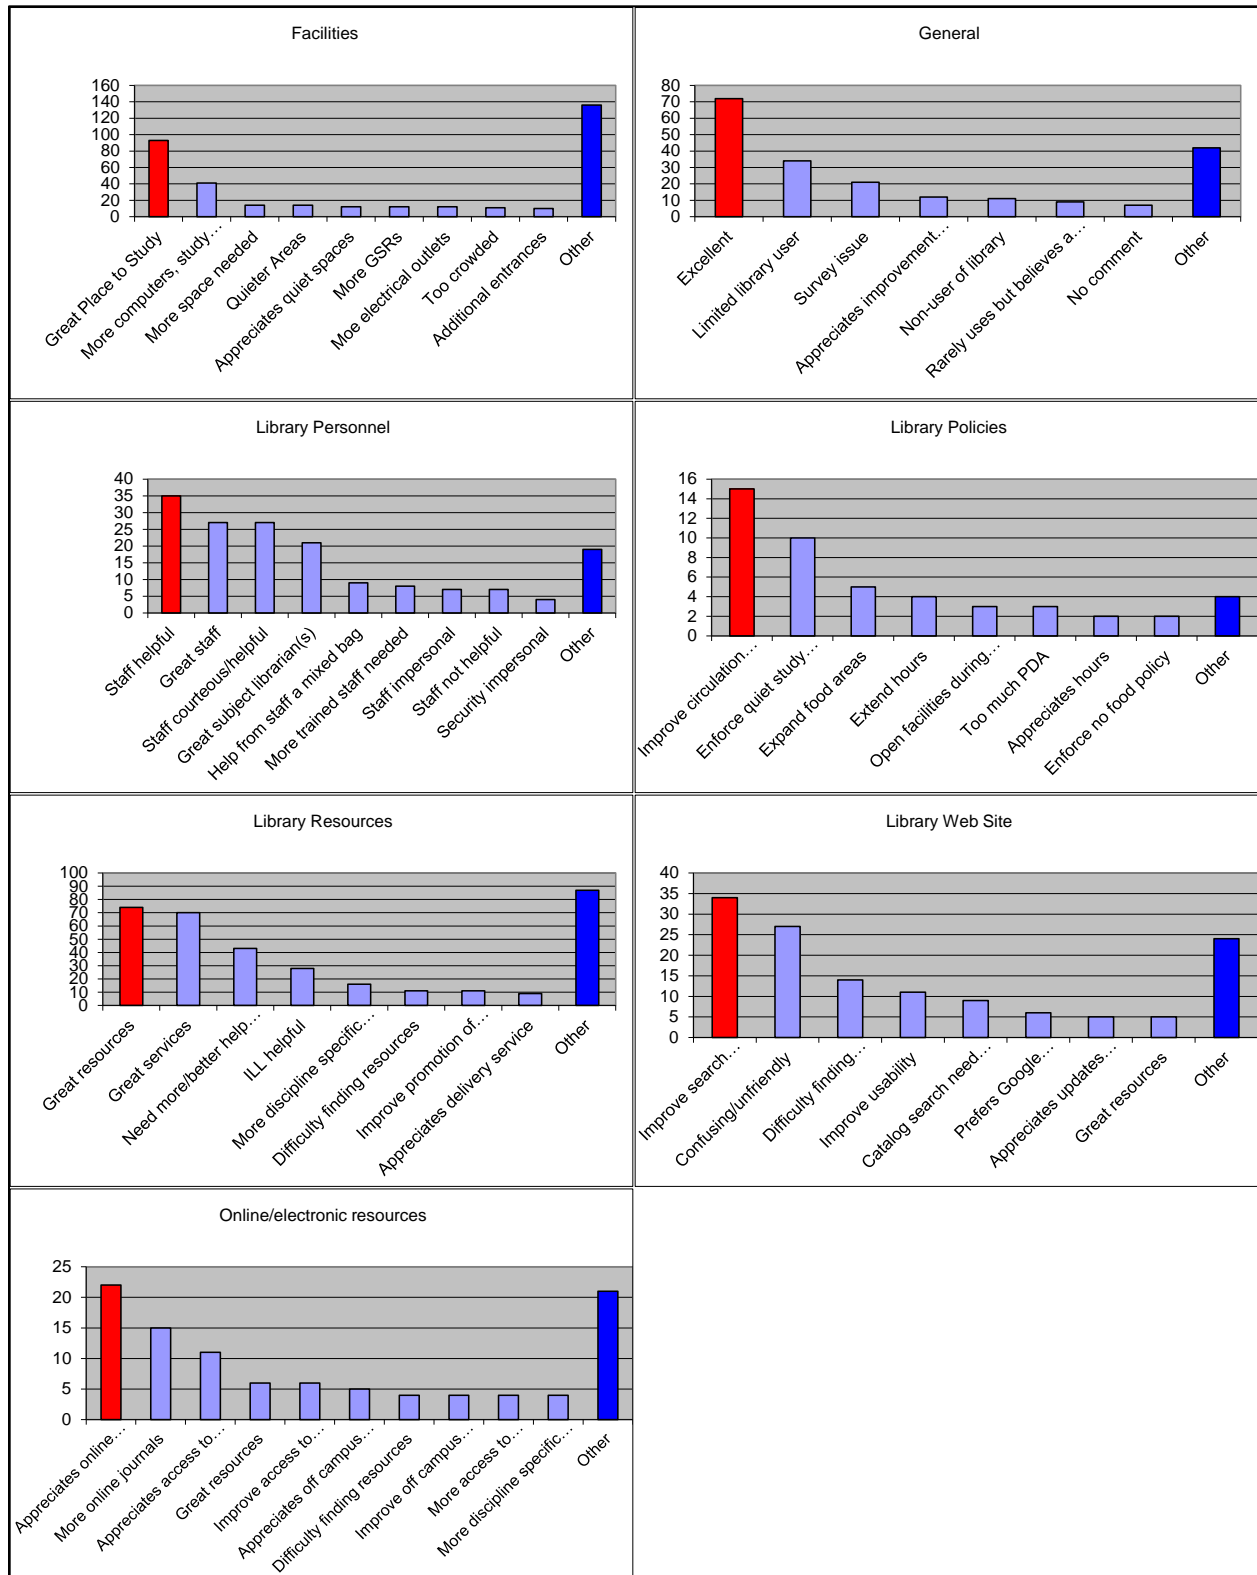 Facilities
160
140
120
100
80
60
40
20
0
Great Place to Study
More computers, study…
More space needed
Quieter Areas
Appreciates quiet spaces
More GSRs
Moe electrical outlets
Too crowded
Additional entrances
Other
General
80
70
60
50
40
30
20
10
0
Excellent
Limited library user
Survey issue
Appreciates improvement…
Non-user of library
Rarely uses but believes a…
No comment
Other
Library Personnel
40
35
30
25
20
15
10
5
0
Staff helpful
Great staff
Staff courteous/helpful
Great subject librarian(s)
Help from staff a mixed bag
More trained staff needed
Staff impersonal
Staff not helpful
Security impersonal
Other
Library Policies
16
14
12
10
8
6
4
2
0
Improve circulation…
Enforce quiet study…
Expand food areas
Extend hours
Open facilities during…
Too much PDA
Appreciates hours
Enforce no food policy
Other
Library Resources
100
90
80
70
60
50
40
30
20
10
0
Great resources
Great services
Need more/better help…
ILL helpful
More discipline specific…
Difficulty finding resources
Improve promotion of…
Appreciates delivery service
Other
Library Web Site
40
35
30
25
20
15
10
5
0
Improve search…
Confusing/unfriendly
Difficulty finding…
Improve usability
Catalog search need…
Prefers Google…
Appreciates updates…
Great resources
Other
Online/electronic resources
25
20
15
10
5
0
Appreciates online…
More online journals
Appreciates access to…
Great resources
Improve access to…
Appreciates off campus…
Difficulty finding resources
Improve off campus…
More access to…
More discipline specific…
Other